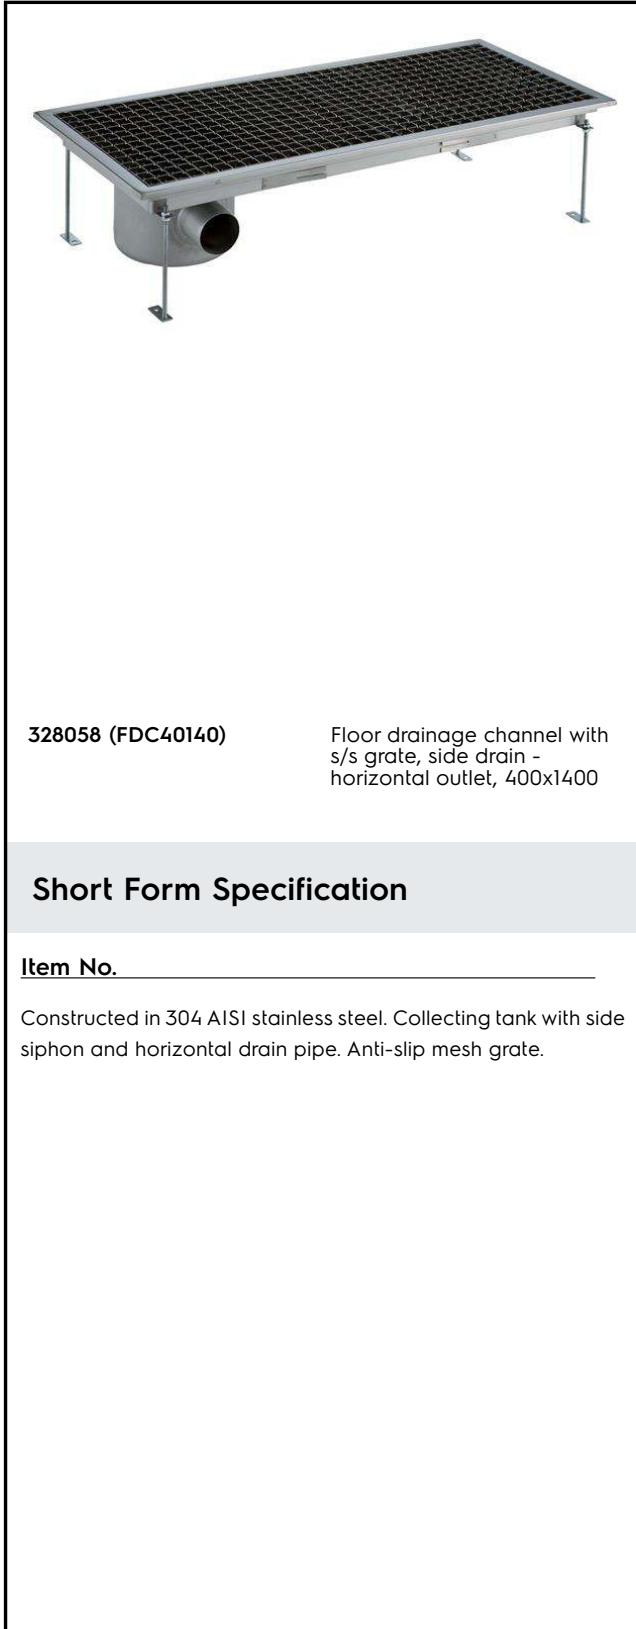 328058 (FDC40140)
Floor drainage channel with
s/s grate, side drain -
horizontal outlet, 400x1400
Short Form Specification
Item No.
Constructed in 304 AISI stainless steel. Collecting tank with side
siphon and horizontal drain pipe. Anti-slip mesh grate.